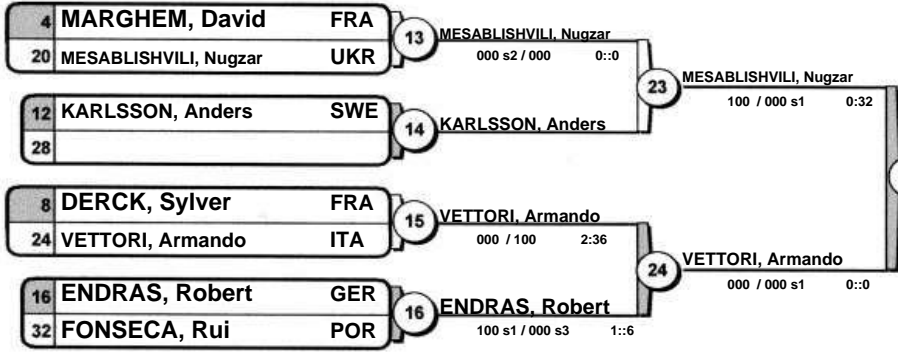 4 MARGHEM, David FRA
20 MESABLISHVILI, Nugzar UKR
13 MESABLISHVILI, Nugzar
000 s2 / 000 0::0
12 KARLSSON, Anders SWE
28
14 KARLSSON, Anders
23 MESABLISHVILI, Nugzar
100 / 000 s1 0:32
8 DERCK, Sylver FRA
24 VETTORI, Armando ITA
15 VETTORI, Armando
000 / 100 2:36
16 ENDRAS, Robert GER
32 FONSECA, Rui POR
16 ENDRAS, Robert
100 s1 / 000 s3 1::6
24 VETTORI, Armando
000 / 000 s1 0::0